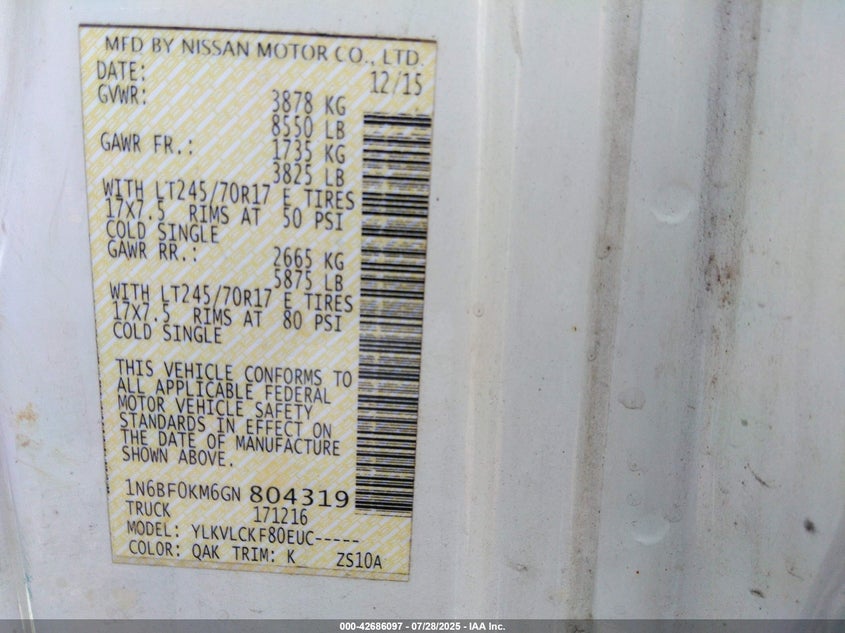 MFD BY NISSAN MOTOR CO., LTD.
DATE: 12/15
GVWR: 3878 KG
8550 LB
GAWR FR.: 1735 KG
3825 LB
WITH LT245/70R17 E TIRES
17X7.5 RIMS AT 50 PSI
COLD SINGLE
GAWR RR.: 2665 KG
5875 LB
WITH LT245/70R17 E TIRES
17X7.5 RIMS AT 80 PSI
COLD SINGLE
THIS VEHICLE CONFORMS TO
ALL APPLICABLE FEDERAL
MOTOR VEHICLE SAFETY
STANDARDS IN EFFECT ON
THE DATE OF MANUFACTURE
SHOWN ABOVE.
1N6BF0KM6GN 804319
TRUCK 171216
MODEL: YLKVLCKF80EUC-----
COLOR: QAK TRIM: K ZS10A
000-42686097 - 07/28/2025 - IAA Inc.